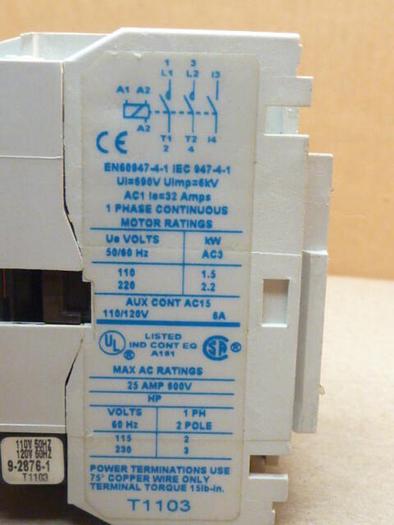 1 3
L1 L2 I3
A1 A2
A2 T1 T2 I4
2 4
CE
EN60947-4-1 IEC 947-4-1
Ui=690V Uimp=6kV
AC1 Ie=32 Amps
1 PHASE CONTINUOUS
MOTOR RATINGS
Ue VOLTS kW
50/60 Hz AC3
110 1.5
220 2.2
AUX CONT AC15
110/120V 6A
UL ® LISTED SA ®
IND CONT EQ
A191
MAX AC RATINGS
25 AMP 600V
HP
VOLTS 1 PH
60 Hz 2 POLE
115 2
230 3
POWER TERMINATIONS USE
75° COPPER WIRE ONLY
TERMINAL TORQUE 15lb-in.
T1103
110V 50HZ
120V 60HZ
9-2876-1
T1103